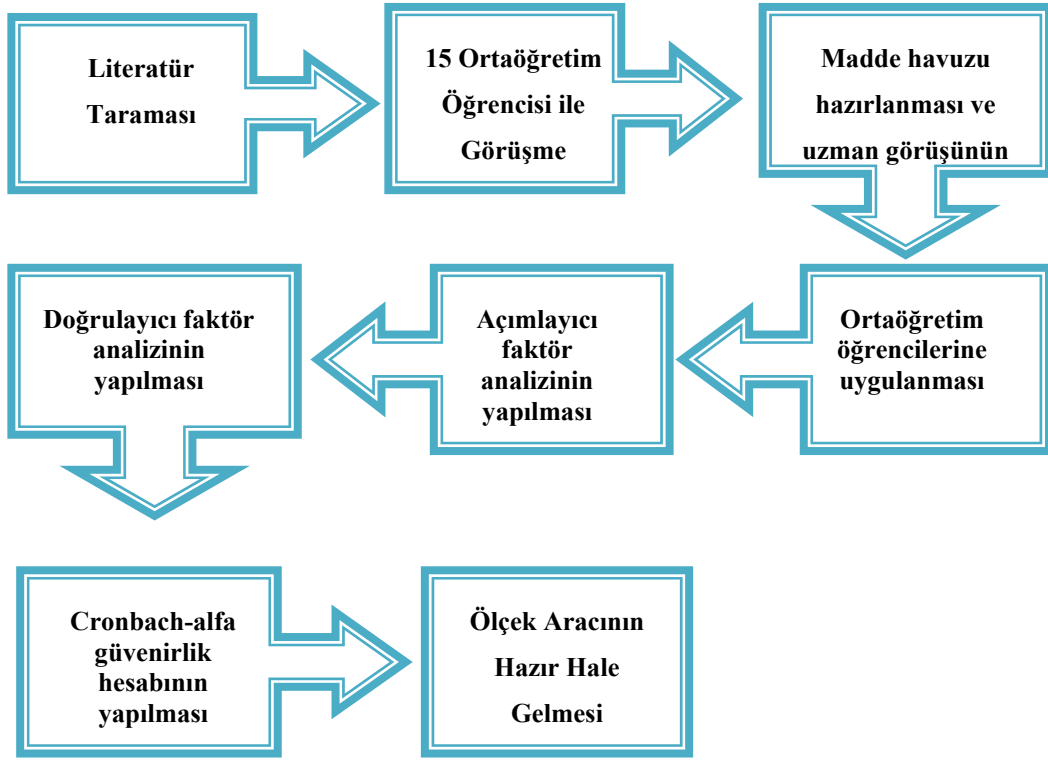 Literatür
Taraması
15 Ortaöğretim
Öğrencisi ile
Görüşme
Madde havuzu
hazırlanması ve
uzman görüşünün
Ortaöğretim
öğrencilerine
uygulanması
Açımlayıcı
faktör
analizinin
yapılması
Doğrulayıcı faktör
analizinin
yapılması
Cronbach-alfa
güvenirlik
hesabının
yapılması
Ölçek Aracının
Hazır Hale
Gelmesi